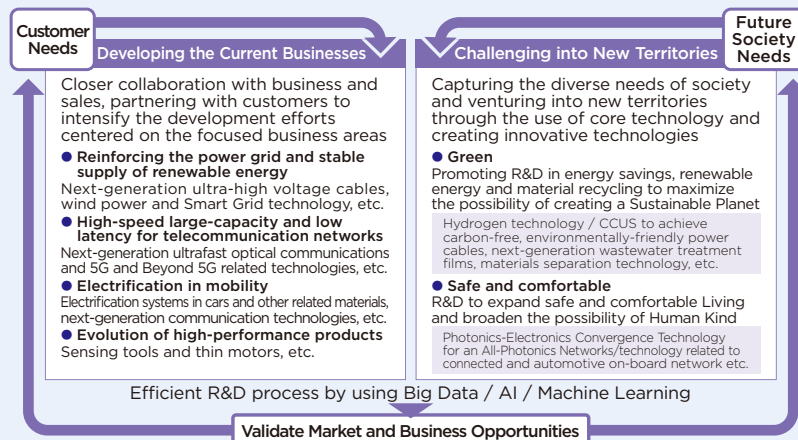 Customer
Needs
Developing the Current Businesses
Closer collaboration with business and
sales, partnering with customers to
intensify the development efforts
centered on the focused business areas
● Reinforcing the power grid and stable
supply of renewable energy
Next-generation ultra-high voltage cables,
wind power and Smart Grid technology, etc.
● High-speed large-capacity and low
latency for telecommunication networks
Next-generation ultrafast optical communications
and 5G and Beyond 5G related technologies, etc.
● Electrification in mobility
Electrification systems in cars and other related materials,
next-generation communication technologies, etc.
● Evolution of high-performance products
Sensing tools and thin motors, etc.
Future
Society
Needs
Challenging into New Territories
Capturing the diverse needs of society
and venturing into new territories
through the use of core technology and
creating innovative technologies
● Green
Promoting R&D in energy savings, renewable
energy and material recycling to maximize
the possibility of creating a Sustainable Planet
Hydrogen technology / CCUS to achieve
carbon-free, environmentally-friendly power
cables, next-generation wastewater treatment
films, materials separation technology, etc.
● Safe and comfortable
R&D to expand safe and comfortable Living
and broaden the possibility of Human Kind
Photonics-Electronics Convergence Technology
for an All-Photonics Networks/technology related to
connected and automotive on-board network etc.
Efficient R&D process by using Big Data / AI / Machine Learning
Validate Market and Business Opportunities